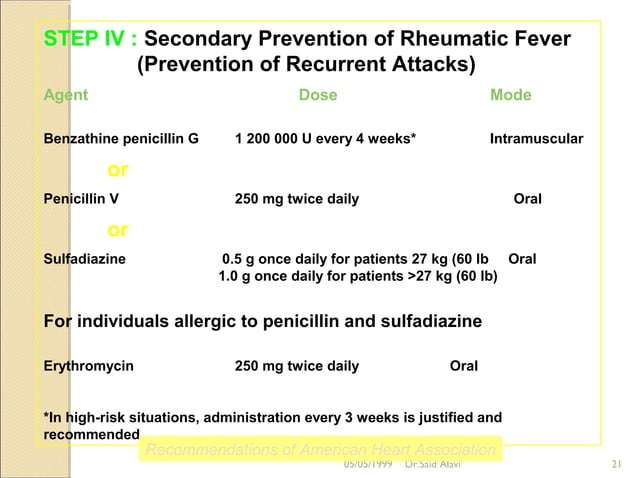 STEP IV : Secondary Prevention of Rheumatic Fever
(Prevention of Recurrent Attacks)
Agent Dose Mode
Benzathine penicillin G 1 200 000 U every 4 weeks* Intramuscular
or
Penicillin V 250 mg twice daily Oral
or
Sulfadiazine 0.5 g once daily for patients 27 kg (60 lb Oral
1.0 g once daily for patients >27 kg (60 lb)
For individuals allergic to penicillin and sulfadiazine
Erythromycin 250 mg twice daily Oral
*In high-risk situations, administration every 3 weeks is justified and
recommended
Recommendations of American Heart Association
05/05/1999 Dr.Said Alavi 21